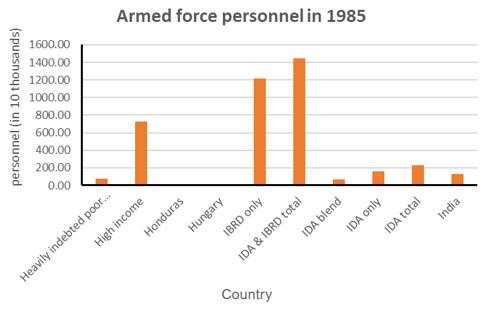 Armed force personnel in 1985
personnel (in 10 thousands)
1600.00
1400.00
1200.00
1000.00
800.00
600.00
400.00
200.00
0.00
Heavily indebted poor...
High income
Honduras
Hungary
IBRD only
IDA & IBRD total
IDA blend
IDA only
IDA total
India
Country